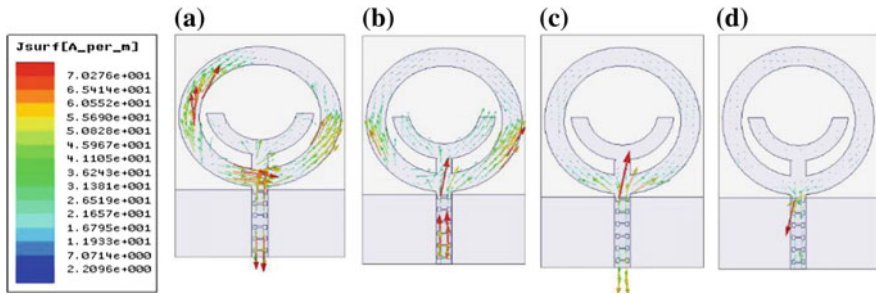 (a)
(b)
(c)
(d)
Jsurf[A_per_m]
7.0276e+001
6.5414e+001
6.0552e+001
5.5690e+001
5.0828e+001
4.5967e+001
4.1105e+001
3.6243e+001
3.1381e+001
2.6519e+001
2.1657e+001
1.6795e+001
1.1933e+001
7.0714e+000
2.2096e+000